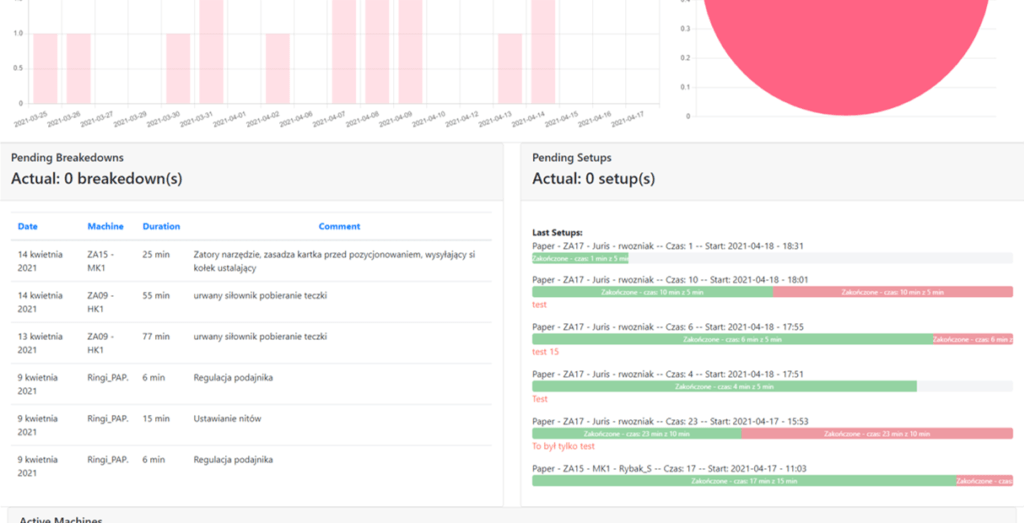 1.0
0.5
0
2021-03-25 2021-03-26 2021-03-27 2021-03-29 2021-03-30 2021-03-31 2021-04-01 2021-04-02 2021-04-06 2021-04-07 2021-04-08 2021-04-09 2021-04-10 2021-04-12 2021-04-13 2021-04-14 2021-04-15 2021-04-16 2021-04-17
0.3
0.2
0.1
0
Pending Breakedowns
Actual: 0 breakedown(s)
Date Machine Duration Comment
14 kwietnia 2021 ZA15 - MK1 25 min Zatory narzędzie, zasadza kartka przed pozycjonowaniem, wysyłający si
kołek ustalający
14 kwietnia 2021 ZA09 - HK1 55 min urwany siłownik pobieranie teczki
13 kwietnia 2021 ZA09 - HK1 77 min urwany siłownik pobieranie teczki
9 kwietnia 2021 Ringi_PAP. 6 min Regulacja podajnika
9 kwietnia 2021 Ringi_PAP. 15 min Ustawianie nitów
9 kwietnia 2021 Ringi_PAP. 6 min Regulacja podajnika
Pending Setups
Actual: 0 setup(s)
Last Setups:
Paper - ZA17 - Juris - rwozniak -- Czas: 1 -- Start: 2021-04-18 - 18:31
Zakończone - czas: 1 min z 5 min
Paper - ZA17 - Juris - rwozniak -- Czas: 10 -- Start: 2021-04-18 - 18:01
Zakończone - czas: 10 min z 5 min Zakończone - czas: 10 min z 5 min
test
Paper - ZA17 - Juris - rwozniak -- Czas: 6 -- Start: 2021-04-18 - 17:55
Zakończone - czas: 6 min z 5 min Zakończone - czas: 6 min z
test 15
Paper - ZA17 - Juris - rwozniak -- Czas: 4 -- Start: 2021-04-18 - 17:51
Zakończone - czas: 4 min z 5 min
Test
Paper - ZA17 - Juris - rwozniak -- Czas: 23 -- Start: 2021-04-17 - 15:53
Zakończone - czas: 23 min z 10 min Zakończone - czas: 23 min z 10 min
To był tylko test
Paper - ZA15 - MK1 - Rybak_S -- Czas: 17 -- Start: 2021-04-17 - 11:03
Zakończone - czas: 17 min z 15 min Zakończone - czas:
Active Machines